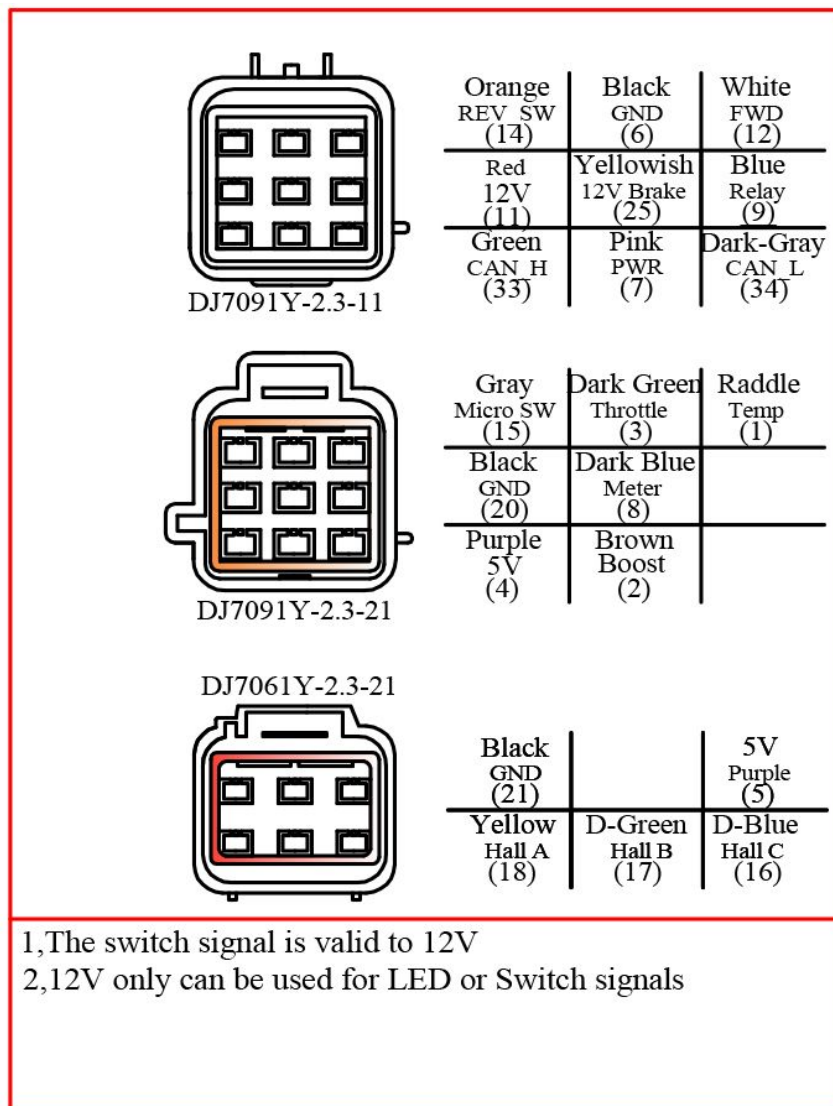 Orange Black White
REV_SW GND FWD
(14) (6) (12)
Red Yellowish Blue
12V 12V Brake Relay
(11) (25) (9)
Green Pink Dark-Gray
CAN_H PWR CAN_L
(33) (7) (34)
DJ7091Y-2.3-11
Gray Dark Green Raddle
Micro SW Throttle Temp
(15) (3) (1)
Black Dark Blue
GND Meter
(20) (8)
Purple Brown
5V Boost
(4) (2)
DJ7091Y-2.3-21
DJ7061Y-2.3-21
Black 5V
GND Purple
(21) (5)
Yellow D-Green D-Blue
Hall A Hall B Hall C
(18) (17) (16)
1,The switch signal is valid to 12V
2,12V only can be used for LED or Switch signals